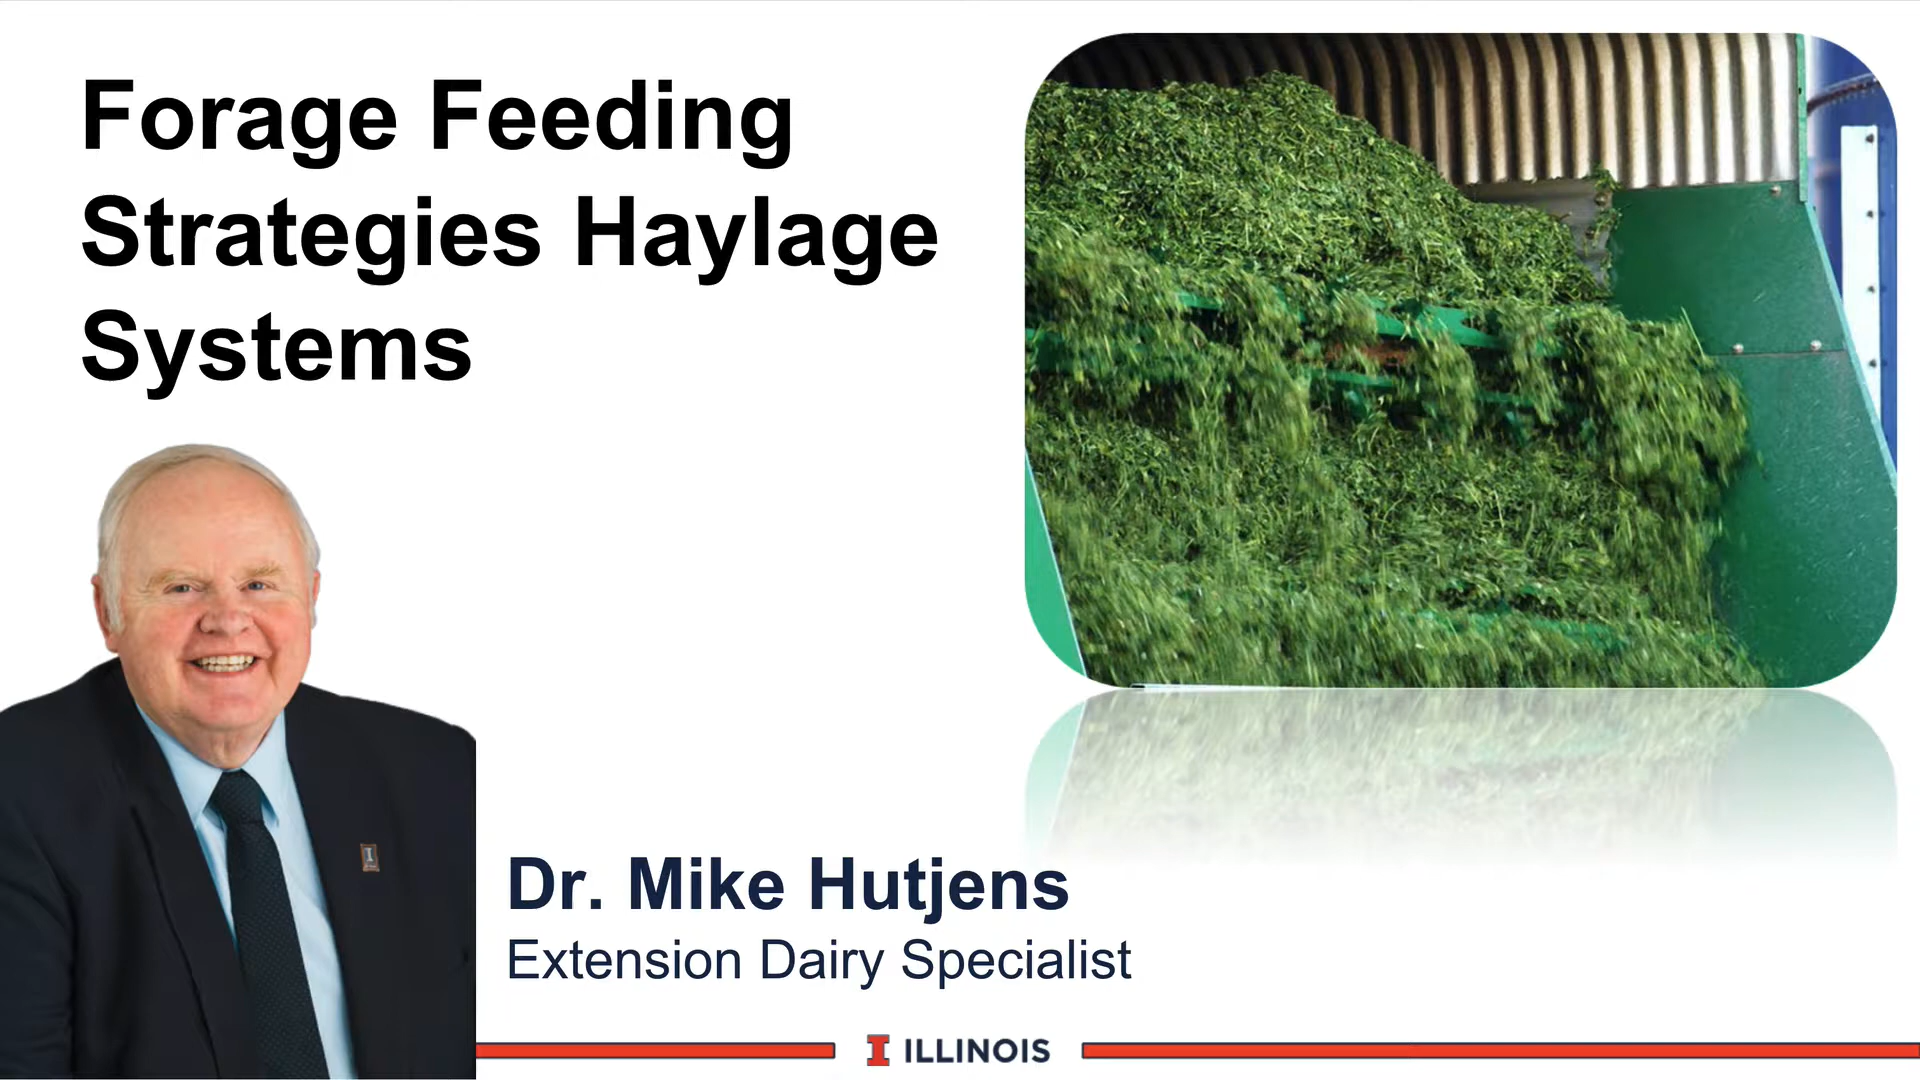 Forage Feeding
Strategies Haylage
Systems
Dr. Mike Hutjens
Extension Dairy Specialist
I ILLINOIS